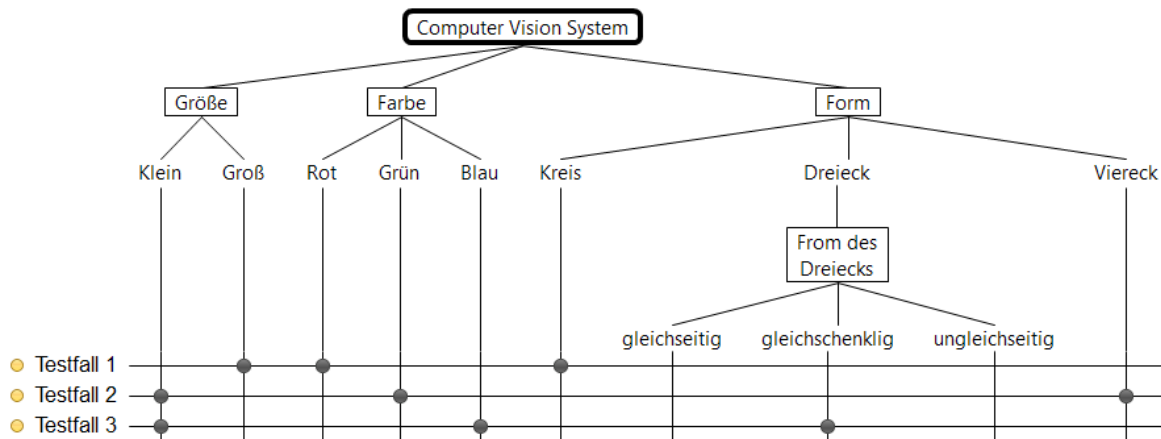 Computer Vision System
Größe
Farbe
Form
Klein
Groß
Rot
Grün
Blau
Kreis
Dreieck
Viereck
From des
Dreiecks
gleichseitig
gleichschenklig
ungleichseitig
Testfall 1
Testfall 2
Testfall 3